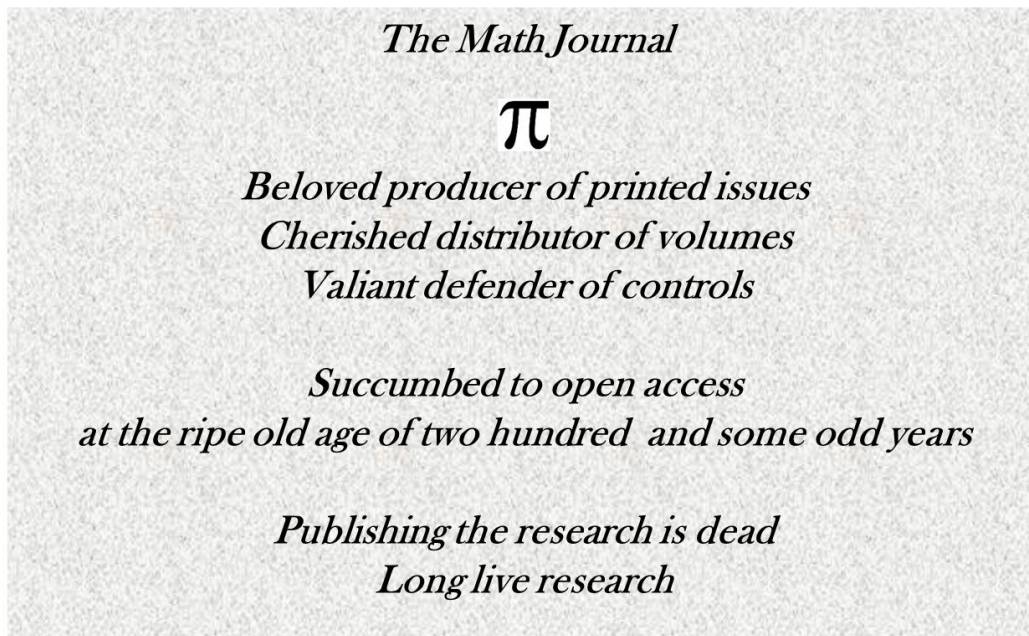 The Math Journal
π
Beloved producer of printed issues
Cherished distributor of volumes
Valiant defender of controls
Succumbed to open access
at the ripe old age of two hundred and some odd years
Publishing the research is dead
Long live research